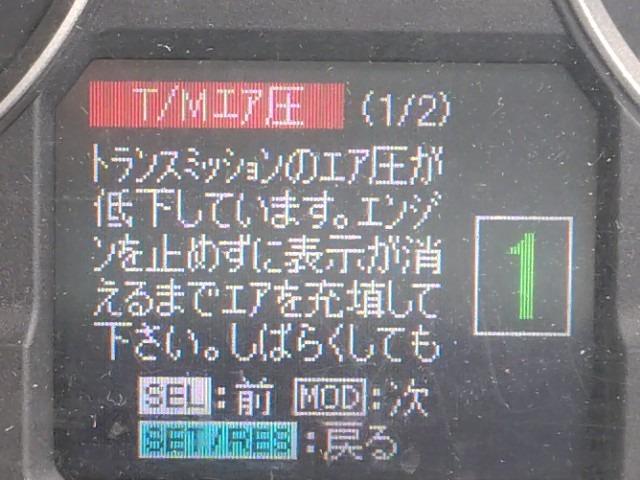 T/Mエア圧 (1/2)
トランスミッションのエア圧が
低下しています。エンジ
ンを止めずに表示が消
えるまでエアを充填して
下さい。しばらくしても
1
SEL:前 MOD:次
SET/RES:戻る